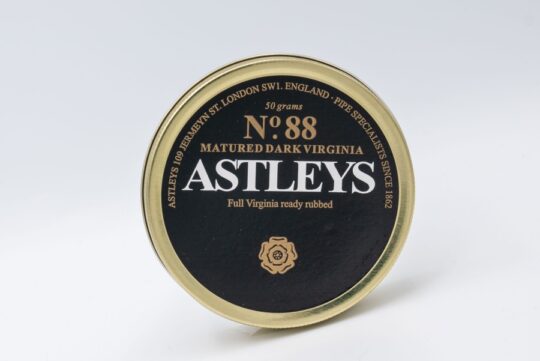 ASTLEYS 109 JERMEYN ST. LONDON SW1. ENGLAND · PIPE SPECIALISTS SINCE 1862
50 grams
No. 88
MATURED DARK VIRGINIA
ASTLEYS
Full Virginia ready rubbed